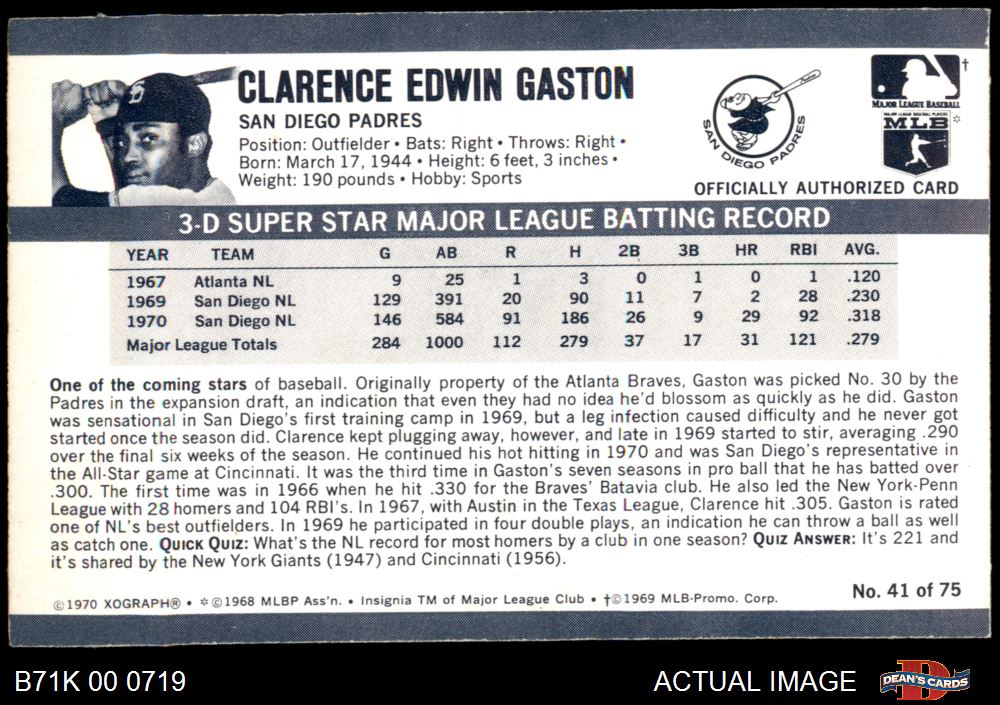 CLARENCE EDWIN GASTON
SAN DIEGO PADRES
Position: Outfielder • Bats: Right • Throws: Right •
Born: March 17, 1944 • Height: 6 feet, 3 inches •
Weight: 190 pounds • Hobby: Sports
SAN DIEGO PADRES
†
MAJOR LEAGUE BASEBALL
MAJOR LEAGUE BASEBALL PLAYERS
MLB *
OFFICIALLY AUTHORIZED CARD
3-D SUPER STAR MAJOR LEAGUE BATTING RECORD
YEAR TEAM G AB R H 2B 3B HR RBI AVG.
1967 Atlanta NL 9 25 1 3 0 1 0 1 .120
1969 San Diego NL 129 391 20 90 11 7 2 28 .230
1970 San Diego NL 146 584 91 186 26 9 29 92 .318
Major League Totals 284 1000 112 279 37 17 31 121 .279
One of the coming stars of baseball. Originally property of the Atlanta Braves, Gaston was picked No. 30 by the
Padres in the expansion draft, an indication that even they had no idea he'd blossom as quickly as he did. Gaston
was sensational in San Diego's first training camp in 1969, but a leg infection caused difficulty and he never got
started once the season did. Clarence kept plugging away, however, and late in 1969 started to stir, averaging .290
over the final six weeks of the season. He continued his hot hitting in 1970 and was San Diego's representative in
the All-Star game at Cincinnati. It was the third time in Gaston's seven seasons in pro ball that he has batted over
.300. The first time was in 1966 when he hit .330 for the Braves' Batavia club. He also led the New York-Penn
League with 28 homers and 104 RBI's. In 1967, with Austin in the Texas League, Clarence hit .305. Gaston is rated
one of NL's best outfielders. In 1969 he participated in four double plays, an indication he can throw a ball as well
as catch one. QUICK QUIZ: What's the NL record for most homers by a club in one season? QUIZ ANSWER: It's 221 and
it's shared by the New York Giants (1947) and Cincinnati (1956).
No. 41 of 75
©1970 XOGRAPH® • *©1968 MLBP Ass'n. • Insignia TM of Major League Club • †©1969 MLB-Promo. Corp.
B71K 00 0719
ACTUAL IMAGE
DEAN'S CARDS